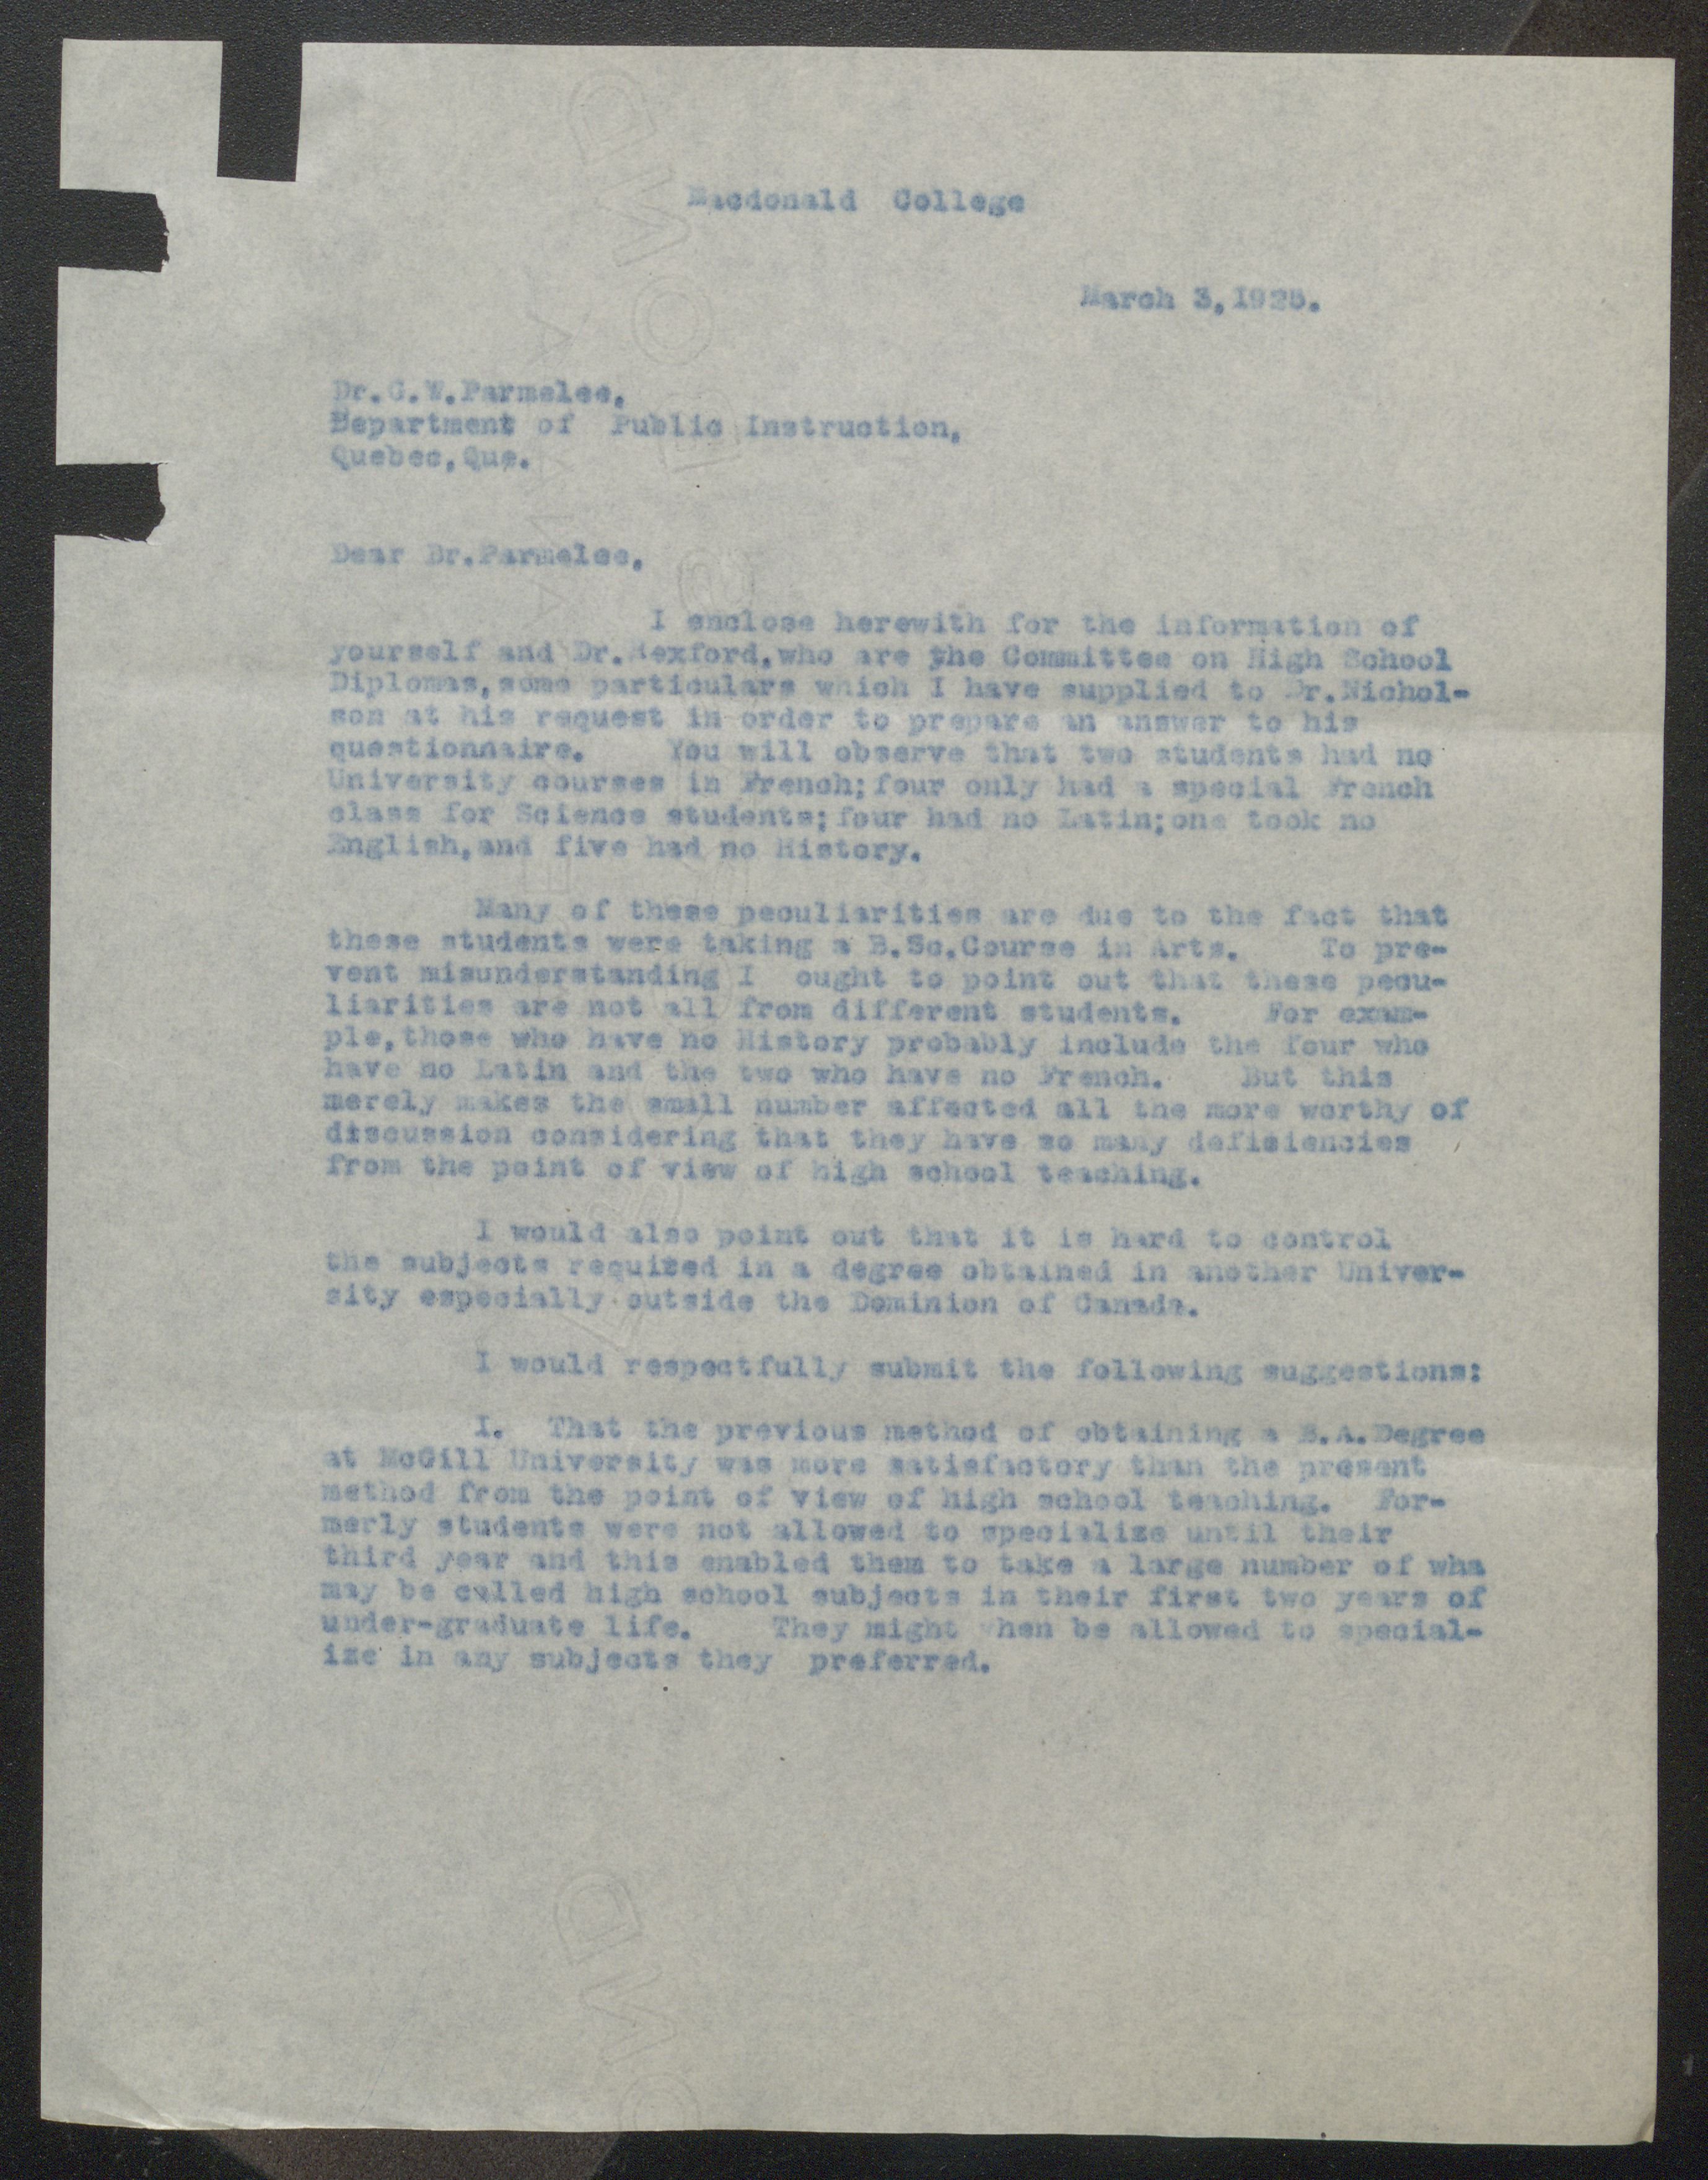 Macdonald College
March 3, 1925.
Dr. G. W. Parmelee,
Department of Public Instruction,
Quebec, Que.
Dear Dr. Parmelee,
I enclose herewith for the information of
yourself and Dr. Rexford, who are the Committee on High School
Diplomas, some particulars which I have supplied to Dr. Nichol-
son at his request in order to prepare an answer to his
questionnaire. You will observe that two students had no
University courses in French; four only had a special French
class for Science students; four had no Latin; one took no
English, and five had no History.
Many of these peculiarities are due to the fact that
these students were taking a B.Sc. Course in Arts. To pre-
vent misunderstanding I ought to point out that these pecu-
liarities are not all from different students. For exam-
ple, those who have no History probably include the four who
have no Latin and the two who have no French. But this
merely makes the small number affected all the more worthy of
discussion considering that they have so many deficiencies
from the point of view of high school teaching.
I would also point out that it is hard to control
the subjects required in a degree obtained in another Univer-
sity especially outside the Dominion of Canada.
I would respectfully submit the following suggestions:
I. That the previous method of obtaining a B.A. Degree
at McGill University was more satisfactory than the present
method from the point of view of high school teaching. For-
merly students were not allowed to specialize until their
third year and this enabled them to take a large number of wha
may be called high school subjects in their first two years of
under-graduate life. They might hen be allowed to special-
ize in any subjects they preferred.